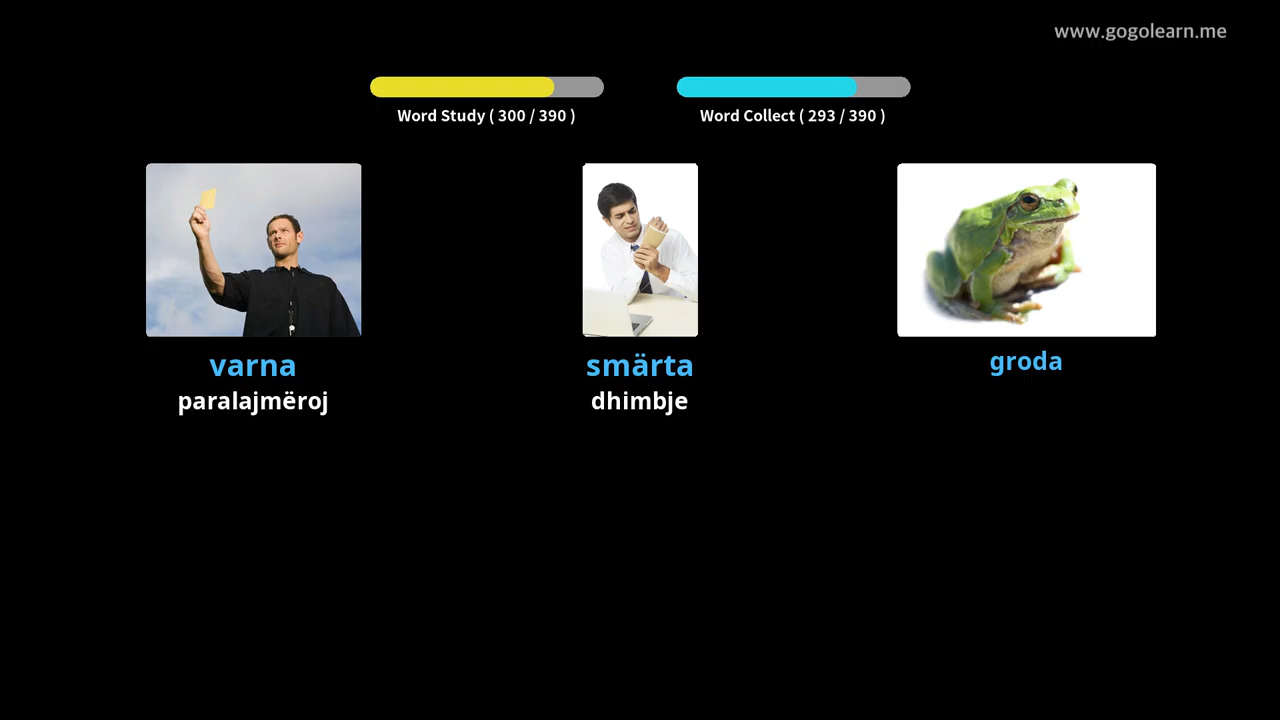 www.gogolearn.me
Word Study ( 300 / 390 )
Word Collect ( 293 / 390 )
varna
paralajmëroj
smärta
dhimbje
groda